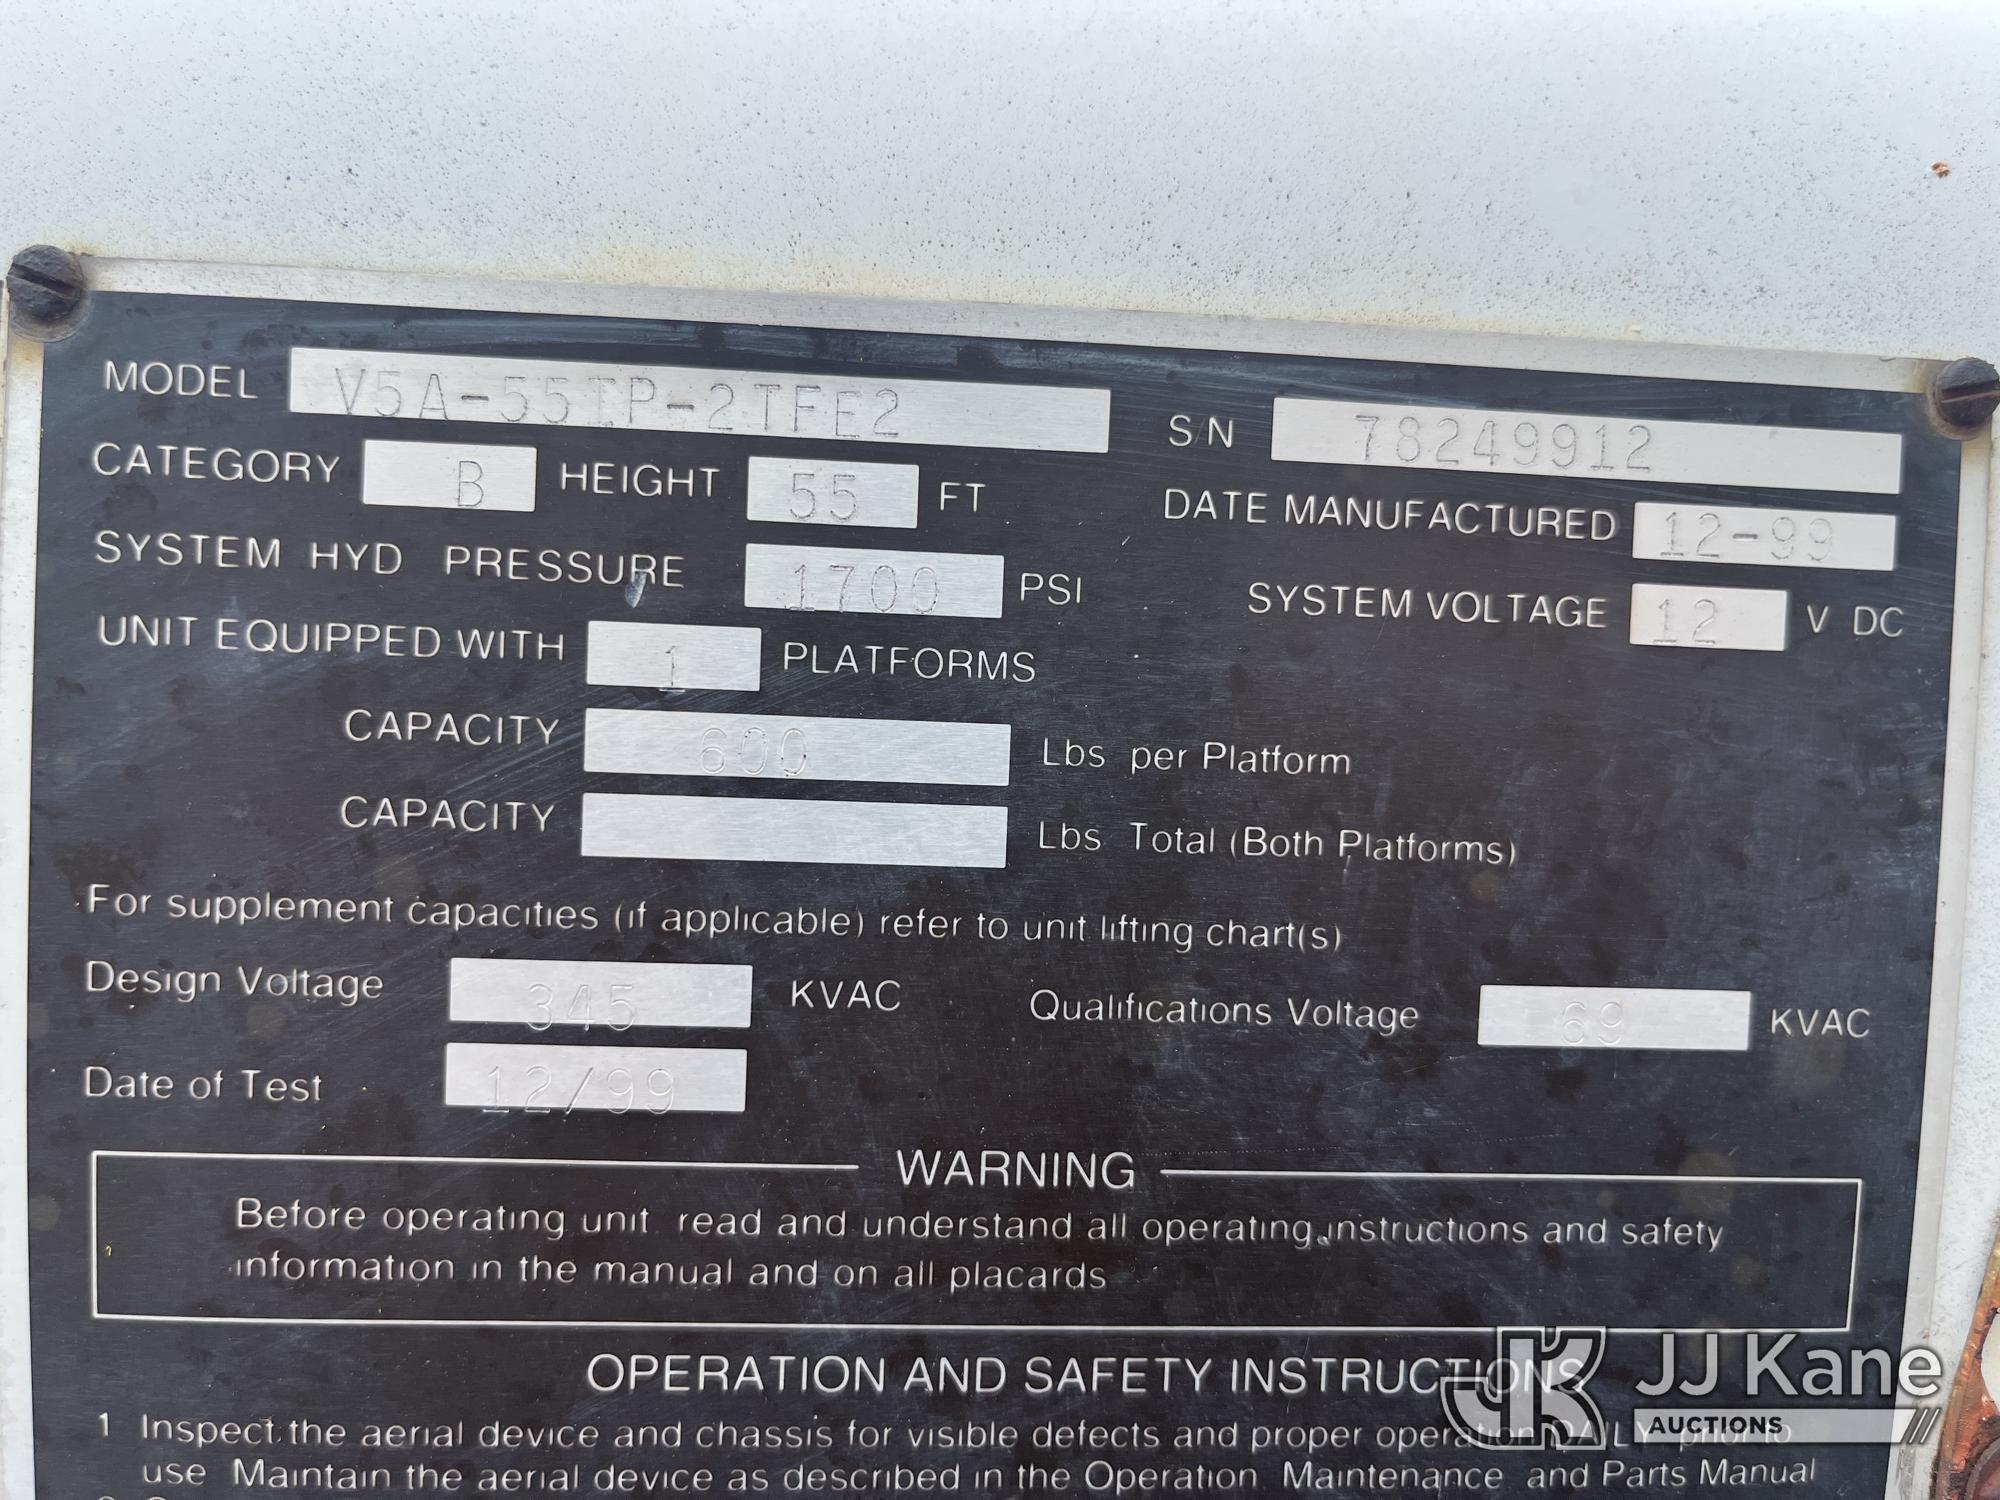 MODEL V5A-55IP-2TFE2 S/N 78249912
CATEGORY B HEIGHT 55 FT DATE MANUFACTURED 12-99
SYSTEM HYD PRESSURE 1700 PSI SYSTEM VOLTAGE 12 V DC
UNIT EQUIPPED WITH 1 PLATFORMS
CAPACITY 600 Lbs per Platform
CAPACITY Lbs Total (Both Platforms)
For supplement capacities (if applicable) refer to unit lifting chart(s)
Design Voltage 345 KVAC Qualifications Voltage 69 KVAC
Date of Test 12/99
WARNING
Before operating unit read and understand all operating instructions and safety
information in the manual and on all placards
OPERATION AND SAFETY INSTRUCTIONS
1 Inspect the aerial device and chassis for visible defects and proper operation DAILY prior to
use Maintain the aerial device as described in the Operation Maintenance and Parts Manual
JJ Kane
AUCTIONS